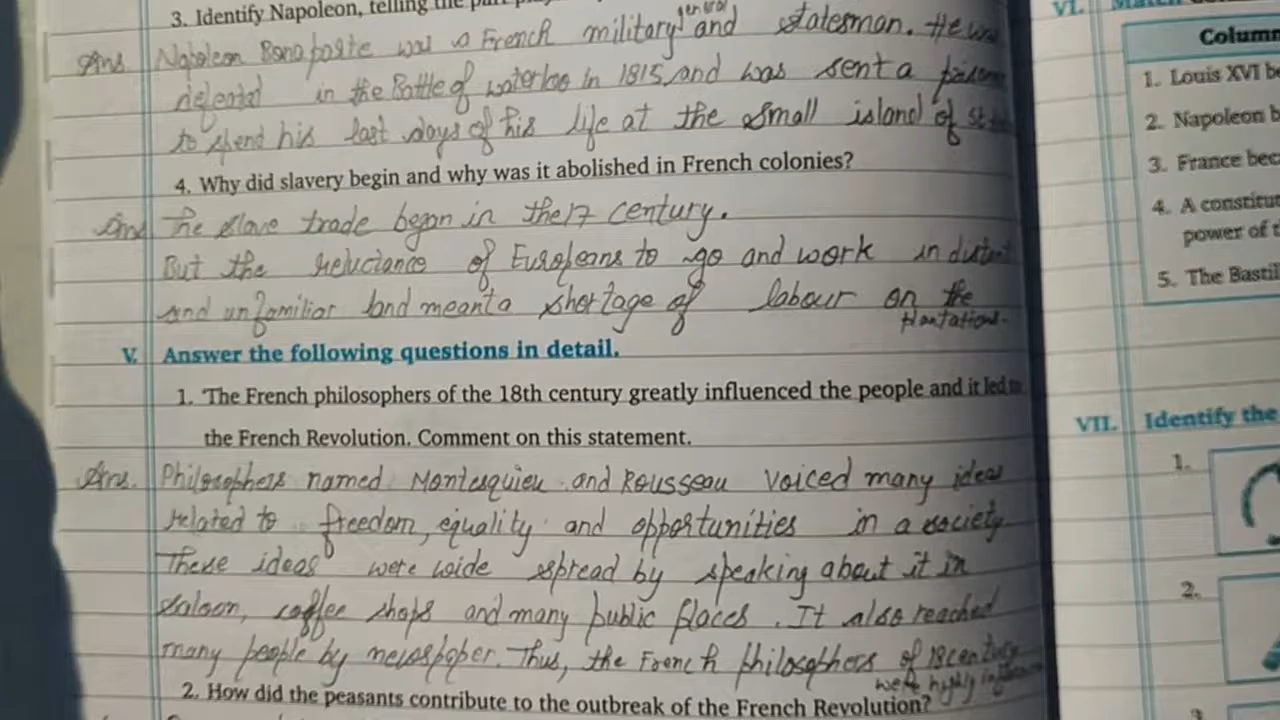 3. Identify Napoleon, telling the part
Ans. Napoleon Bonaparte was a French military general and statesman. He was
defeated in the Battle of waterloo in 1815, and was sent a
to spend his last days of his life at the small island of
4. Why did slavery begin and why was it abolished in French colonies?
Ans The slave trade began in the 17 century.
But the reluctance of Europeans to go and work in distant
and unfamiliar land meant a shortage of labour on the
plantations.
V. Answer the following questions in detail.
1. The French philosophers of the 18th century greatly influenced the people and it led to
the French Revolution. Comment on this statement.
Ans. Philosophers named Montesquieu and Rousseau voiced many ideas
related to freedom, equality and opportunities in a society
These ideas were wide spread by speaking about it in
saloon, coffee shops and many public places. It also reached
many people by newspaper. Thus, the French philosophers of 18 century
were highly
2. How did the peasants contribute to the outbreak of the French Revolution?
VI.
Column
1. Louis XVI
2. Napoleon
3. France
4. A
power of
5. The
VII. Identify the
1.
2.
3